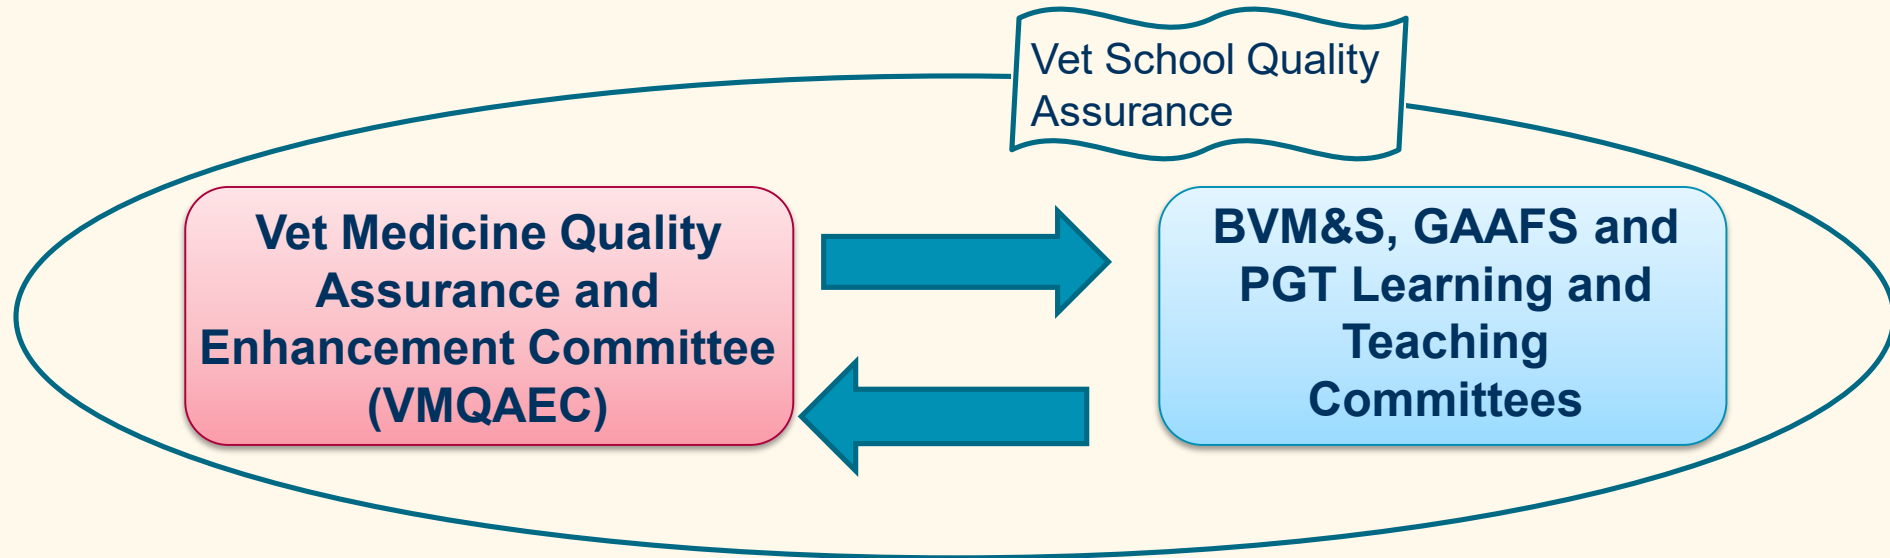 Vet School Quality
Assurance
Vet Medicine Quality
Assurance and
Enhancement Committee
(VMQAEC)
BVM&S, GAAFS and
PGT Learning and
Teaching
Committees